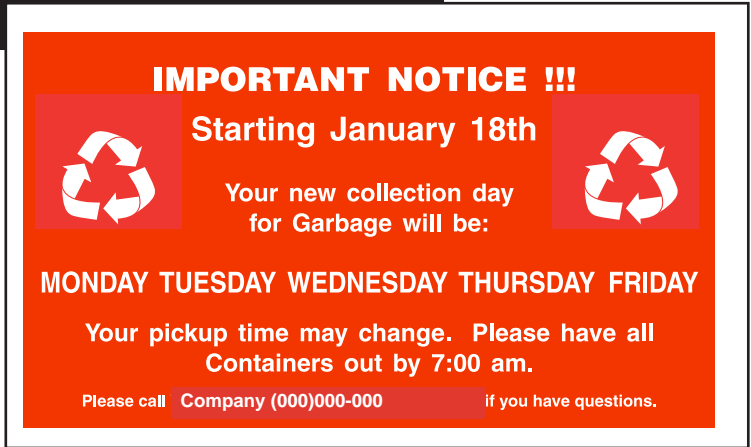 IMPORTANT NOTICE !!!
Starting January 18th
Your new collection day
for Garbage will be:
MONDAY TUESDAY WEDNESDAY THURSDAY FRIDAY
Your pickup time may change. Please have all
Containers out by 7:00 am.
Please call Company (000)000-000 if you have questions.